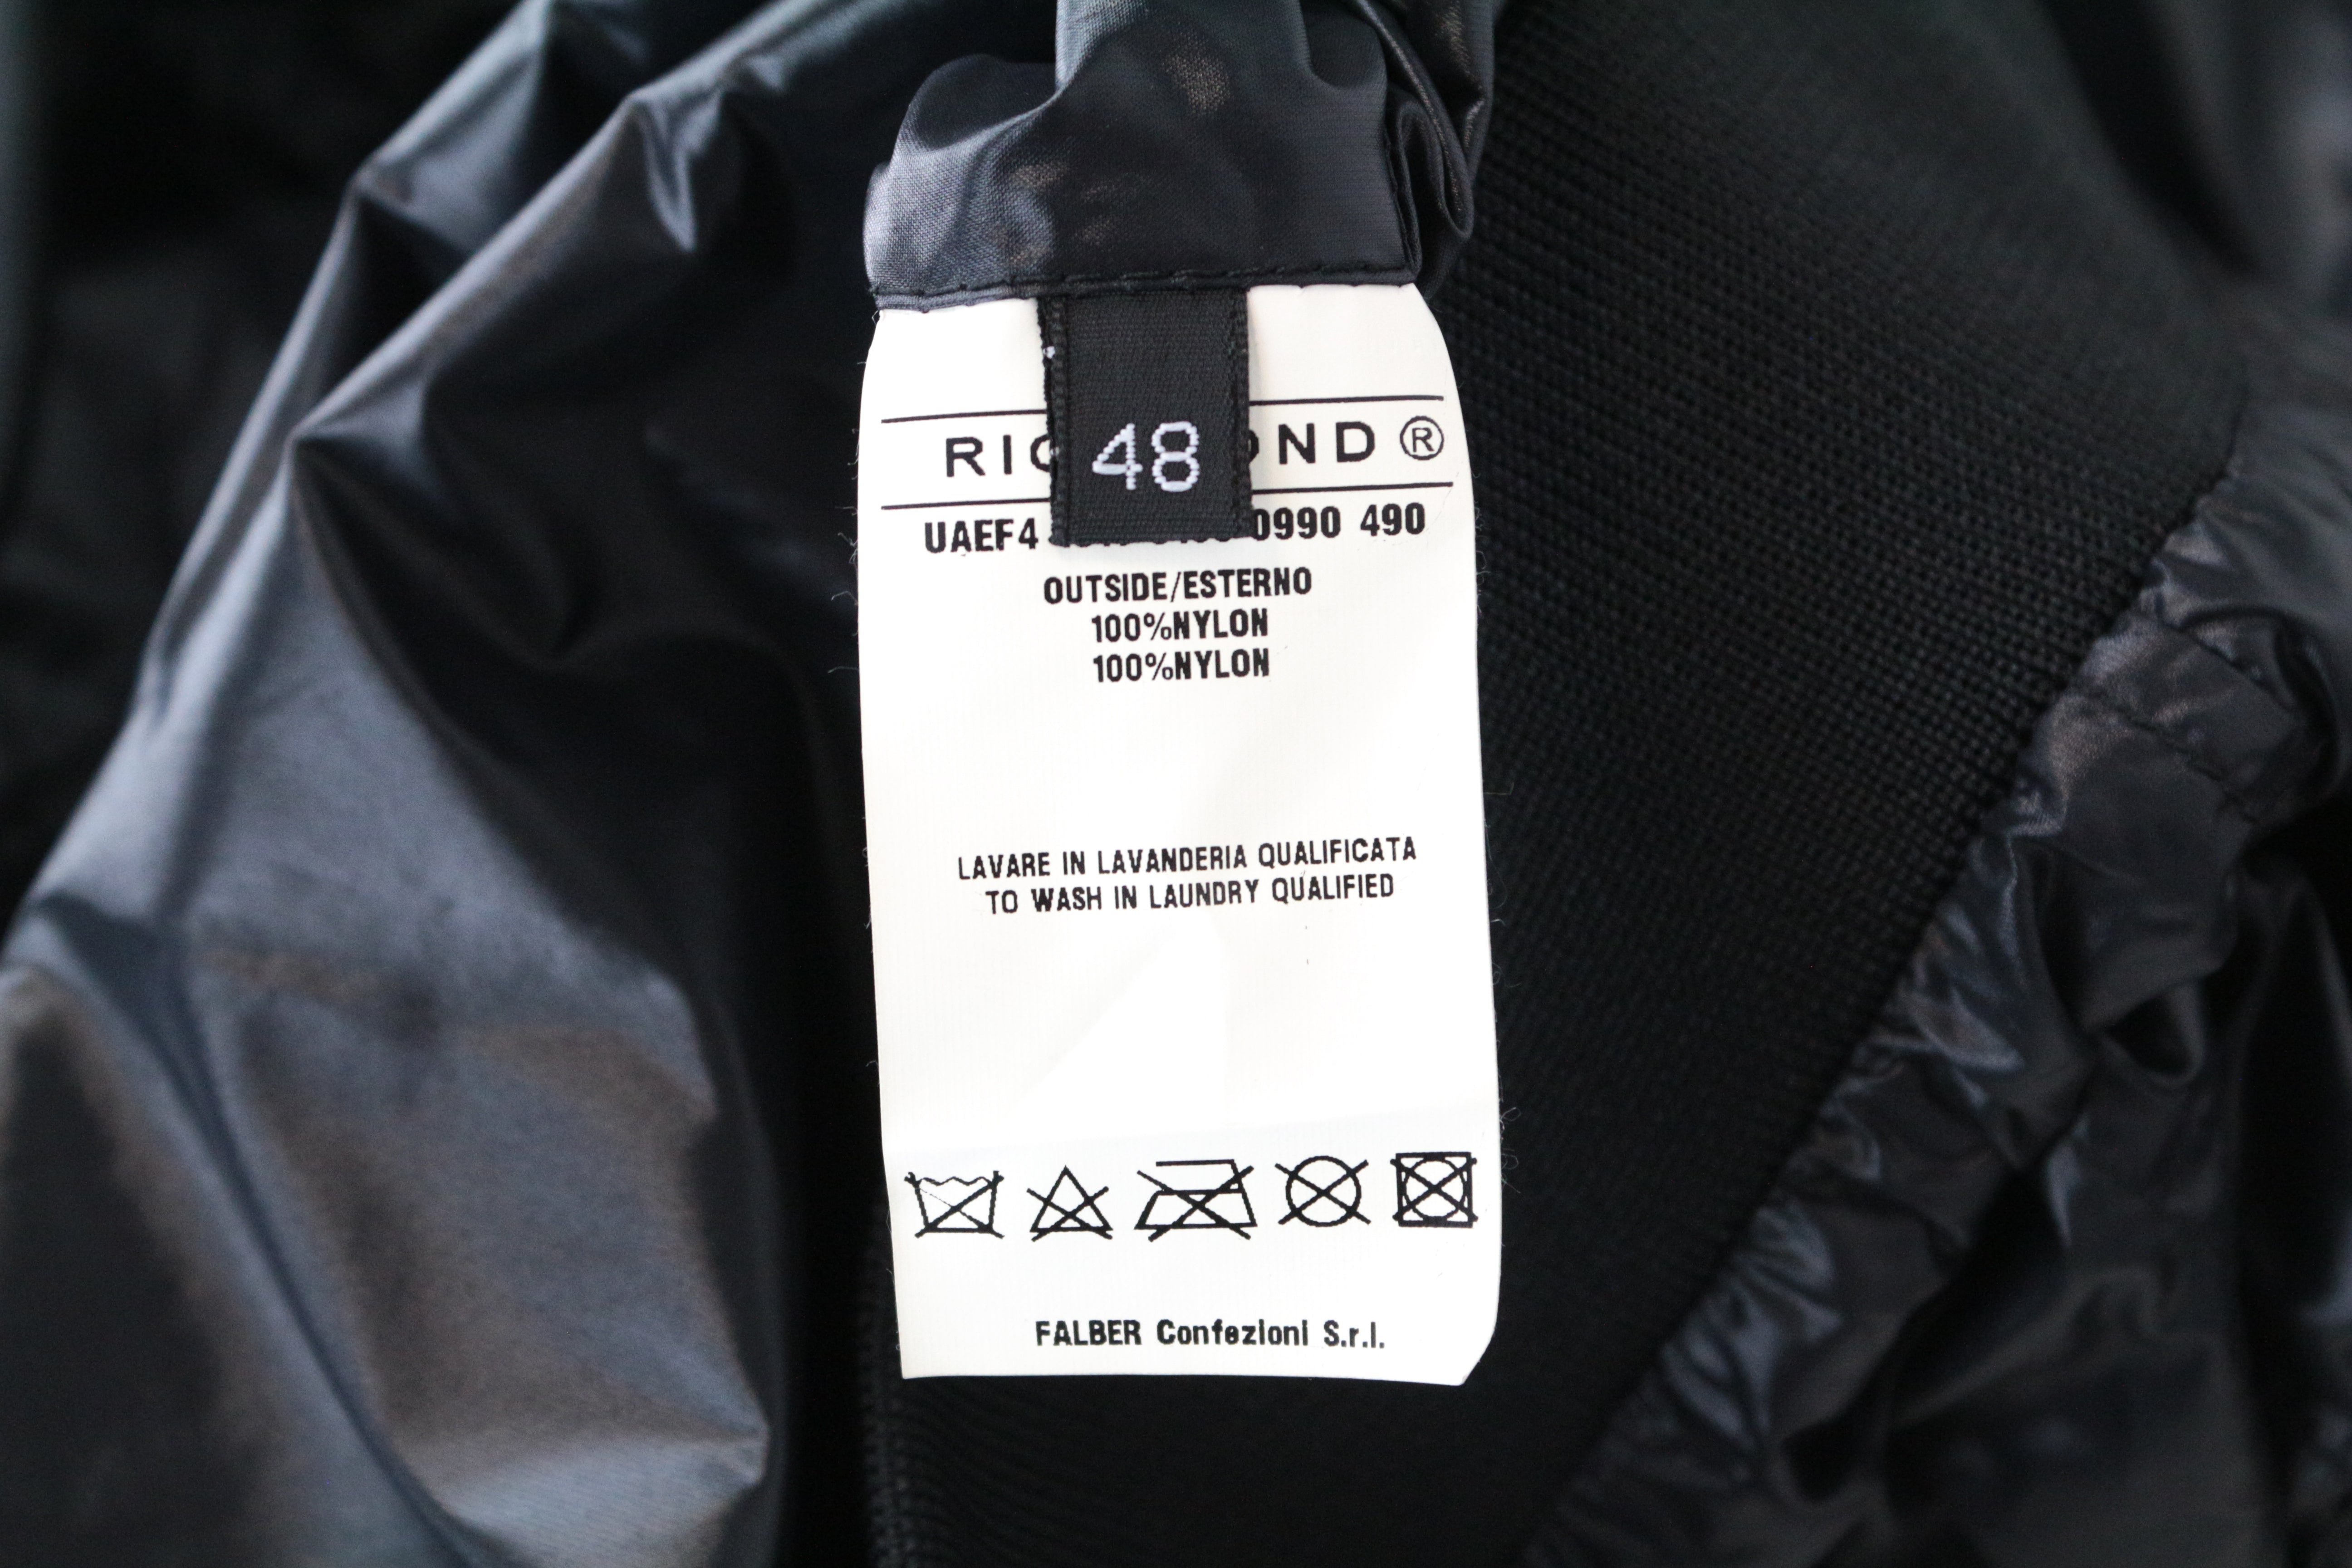 48
OND®
UAEF4 0990 490
OUTSIDE/ESTERNO
100%NYLON
100%NYLON
LAVARE IN LAVANDERIA QUALIFICATA
TO WASH IN LAUNDRY QUALIFIED
FALBER Confezioni S.r.l.